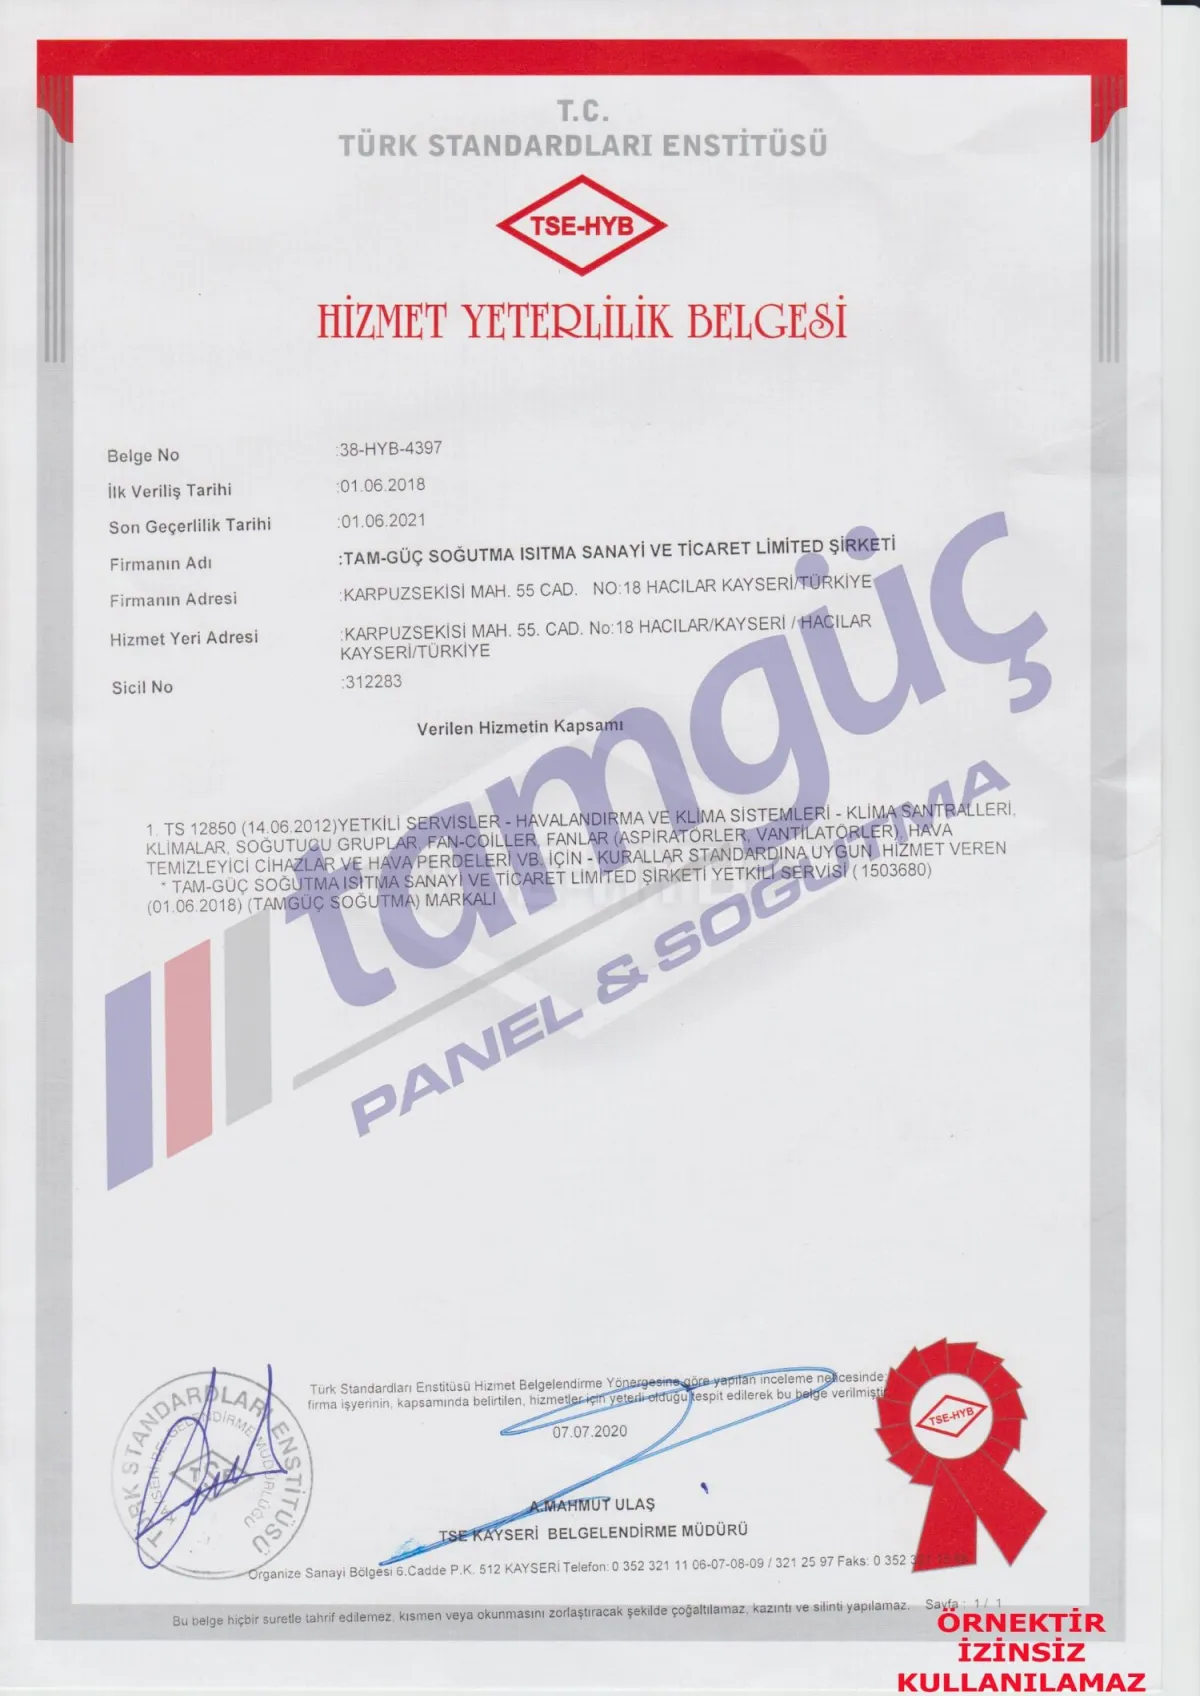 T.C.
TÜRK STANDARDLARI ENSTİTÜSÜ
TSE-HYB
HİZMET YETERLİLİK BELGESİ
Belge No :38-HYB-4397
İlk Veriliş Tarihi :01.06.2018
Son Geçerlilik Tarihi :01.06.2021
Firmanın Adı :TAM-GÜÇ SOĞUTMA ISITMA SANAYİ VE TİCARET LİMİTED ŞİRKETİ
Firmanın Adresi :KARPUZSEKİSİ MAH. 55 CAD. NO:18 HACILAR KAYSERİ/TÜRKİYE
Hizmet Yeri Adresi :KARPUZSEKİSİ MAH. 55. CAD. No:18 HACILAR/KAYSERİ / HACILAR
KAYSERİ/TÜRKİYE
Sicil No :312283
Verilen Hizmetin Kapsamı
1. TS 12850 (14.06.2012)YETKİLİ SERVİSLER - HAVALANDIRMA VE KLİMA SİSTEMLERİ - KLİMA SANTRALLERİ,
KLİMALAR, SOĞUTUCU GRUPLAR, FAN-COİLLER, FANLAR (ASPİRATÖRLER, VANTİLATÖRLER), HAVA
TEMİZLEYİCİ CİHAZLAR VE HAVA PERDELERİ VB. İÇİN - KURALLAR STANDARDINA UYGUN, HİZMET VEREN
* TAM-GÜÇ SOĞUTMA ISITMA SANAYİ VE TİCARET LİMİTED ŞİRKETİ YETKİLİ SERVİSİ ( 1503680)
(01.06.2018) (TAMGÜÇ SOĞUTMA) MARKALI
tamgüç
PANEL & SOĞUTMA
Türk Standardları Enstitüsü Hizmet Belgelendirme Yönergesine göre yapılan inceleme neticesinde;
firma işyerinin, kapsamında belirtilen, hizmetler için yeterli olduğu tespit edilerek bu belge verilmiştir
07.07.2020
TSE-HYB
TÜRK STANDARDLARI ENSTİTÜSÜ
KAYSERİ BELGELENDİRME MÜDÜRLÜĞÜ
A.MAHMUT ULAŞ
TSE KAYSERİ BELGELENDİRME MÜDÜRÜ
Organize Sanayi Bölgesi 6.Cadde P.K. 512 KAYSERİ Telefon: 0 352 321 11 06-07-08-09 / 321 25 97 Faks: 0 352
Bu belge hiçbir suretle tahrif edilemez, kısmen veya okunmasını zorlaştıracak şekilde çoğaltılamaz, kazıntı ve silinti yapılamaz. Sayfa : 1 / 1
ÖRNEKTİR
İZİNSİZ
KULLANILAMAZ